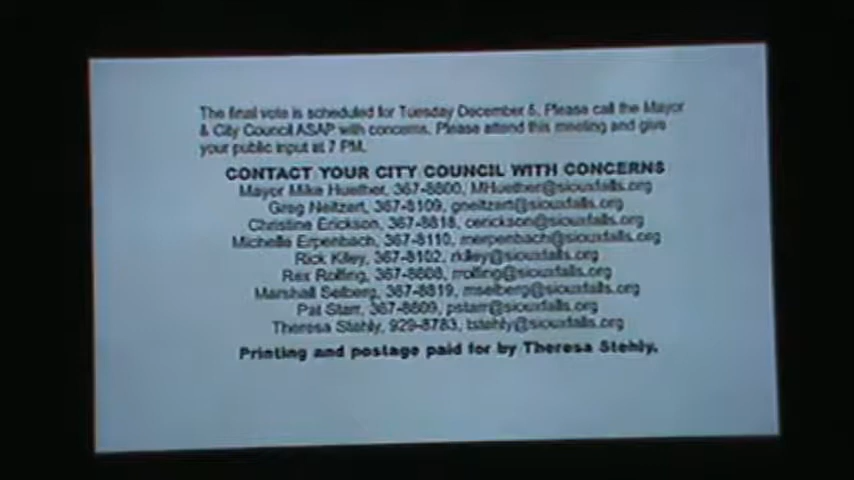 The final vote is scheduled for Tuesday December 5. Please call the Mayor
& City Council ASAP with concerns. Please attend this meeting and give
your public input at 7 PM.
CONTACT YOUR CITY COUNCIL WITH CONCERNS
Mayor Mike Huether, 367-8800, MHuether@siouxfalls.org
Greg Neitzert, 367-8109, gneitzert@siouxfalls.org
Christine Erickson, 367-8818, cerickson@siouxfalls.org
Michelle Erpenbach, 367-8110, merpenbach@siouxfalls.org
Rick Kiley, 367-8102, rkiley@siouxfalls.org
Rex Rolfing, 367-8808, rrolfing@siouxfalls.org
Marshall Selberg, 367-8819, mselberg@siouxfalls.org
Pat Starr, 367-8809, pstarr@siouxfalls.org
Theresa Stehly, 929-8783, tstehly@siouxfalls.org
Printing and postage paid for by Theresa Stehly.